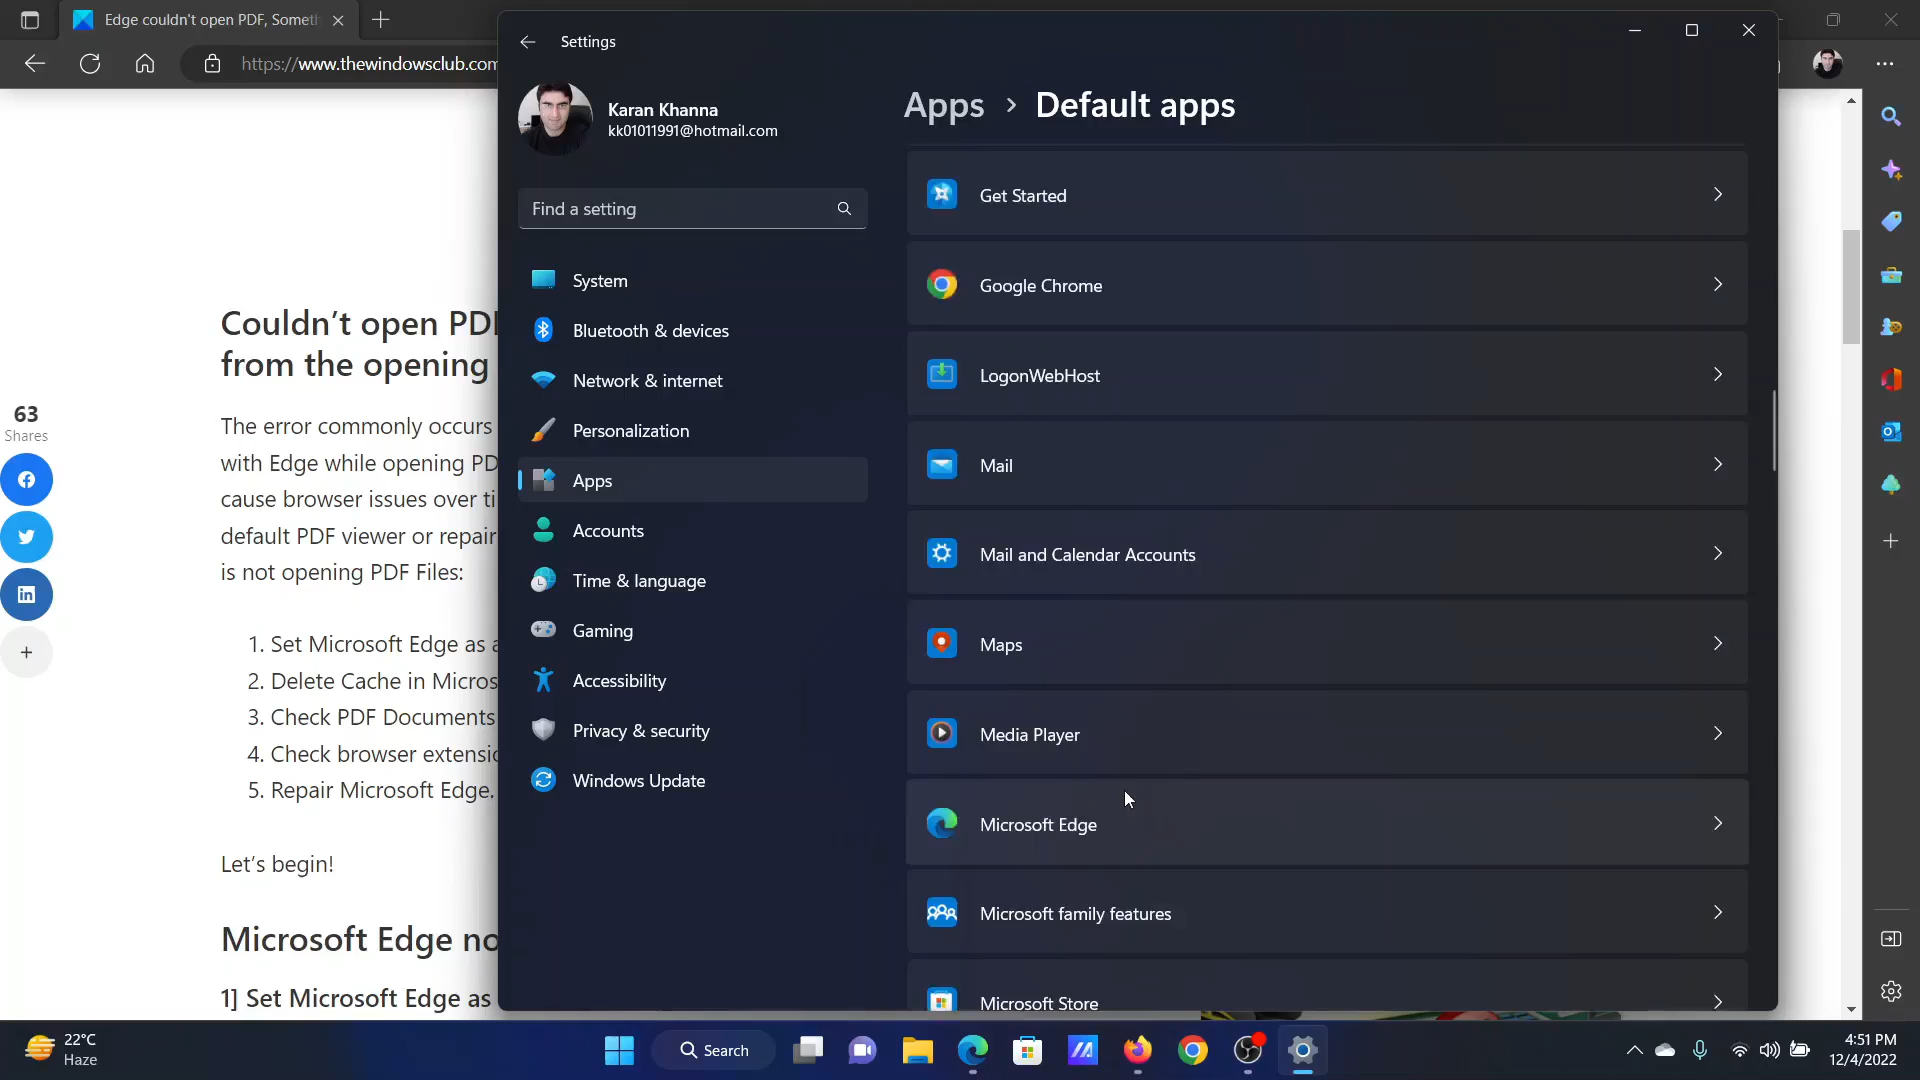 Edge couldn't open PDF, Someth
https://www.thewindowsclub.com
Settings
Karan Khanna
kk01011991@hotmail.com
Find a setting
System
Bluetooth & devices
Network & internet
Personalization
Apps
Accounts
Time & language
Gaming
Accessibility
Privacy & security
Windows Update
Apps > Default apps
Get Started
Google Chrome
LogonWebHost
Mail
Mail and Calendar Accounts
Maps
Media Player
Microsoft Edge
Microsoft family features
Microsoft Store
63
Shares
Couldn't open PDF
from the opening
The error commonly occurs
with Edge while opening PD
cause browser issues over ti
default PDF viewer or repair
is not opening PDF Files:
1. Set Microsoft Edge as a
2. Delete Cache in Micros
3. Check PDF Documents
4. Check browser extensio
5. Repair Microsoft Edge.
Let's begin!
Microsoft Edge no
1] Set Microsoft Edge as
22°C
Haze
Search
4:51 PM
12/4/2022